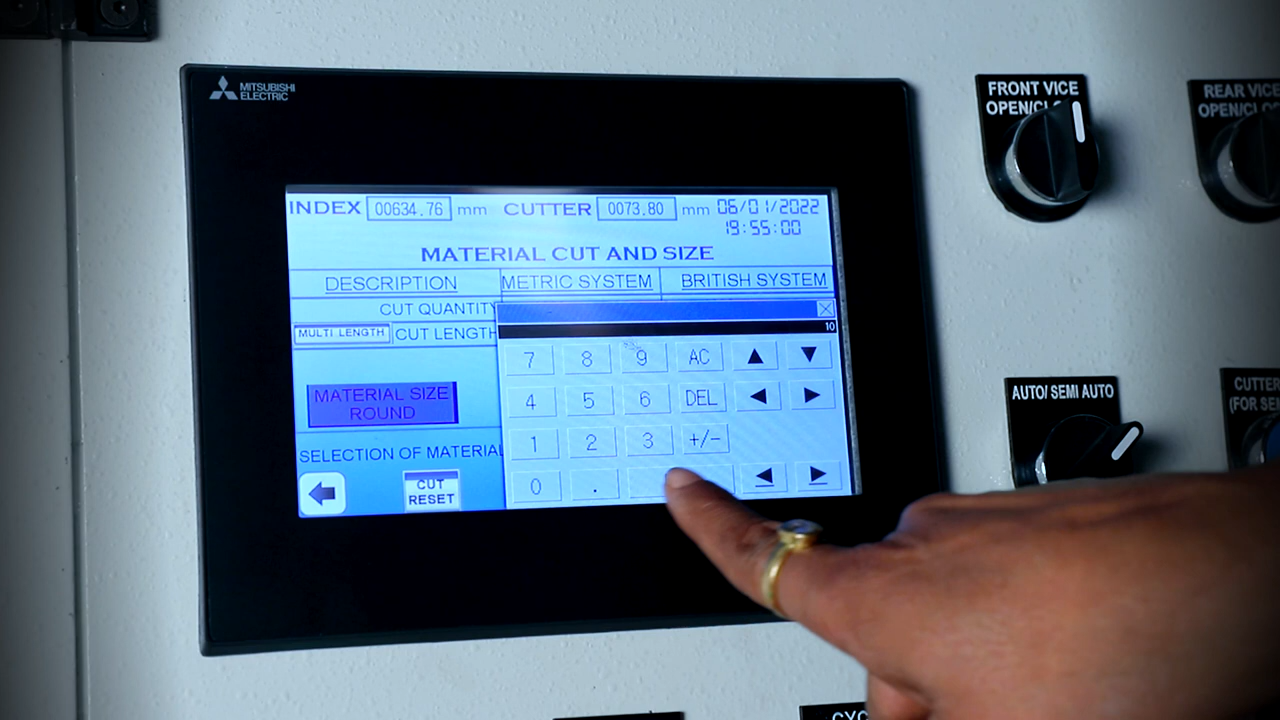 MITSUBISHI
ELECTRIC
INDEX 00634.76 mm CUTTER 0073.80 mm 06/01/2022
19:55:00
MATERIAL CUT AND SIZE
DESCRIPTION METRIC SYSTEM BRITISH SYSTEM
CUT QUANTITY
MULTI LENGTH CUT LENGTH
10
7 8 9 AC ▲ ▼
4 5 6 DEL ◀ ▶
1 2 3 +/-
0 . ◀ ▶
MATERIAL SIZE
ROUND
SELECTION OF MATERIAL
CUT
RESET
FRONT VICE
REAR VICE
AUTO/ SEMI AUTO
CUTTER